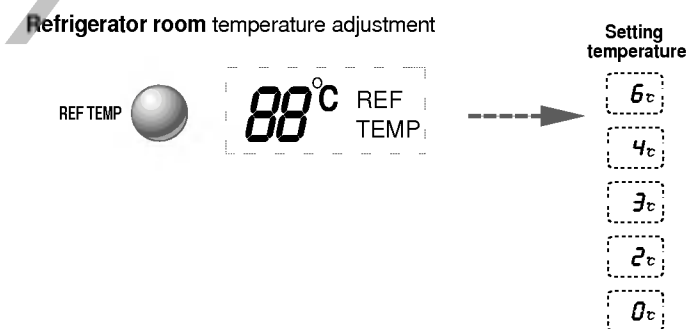 Refrigerator room temperature adjustment
Setting
temperature
REF TEMP
88°C REF
TEMP
6℃
4℃
3℃
2℃
0℃